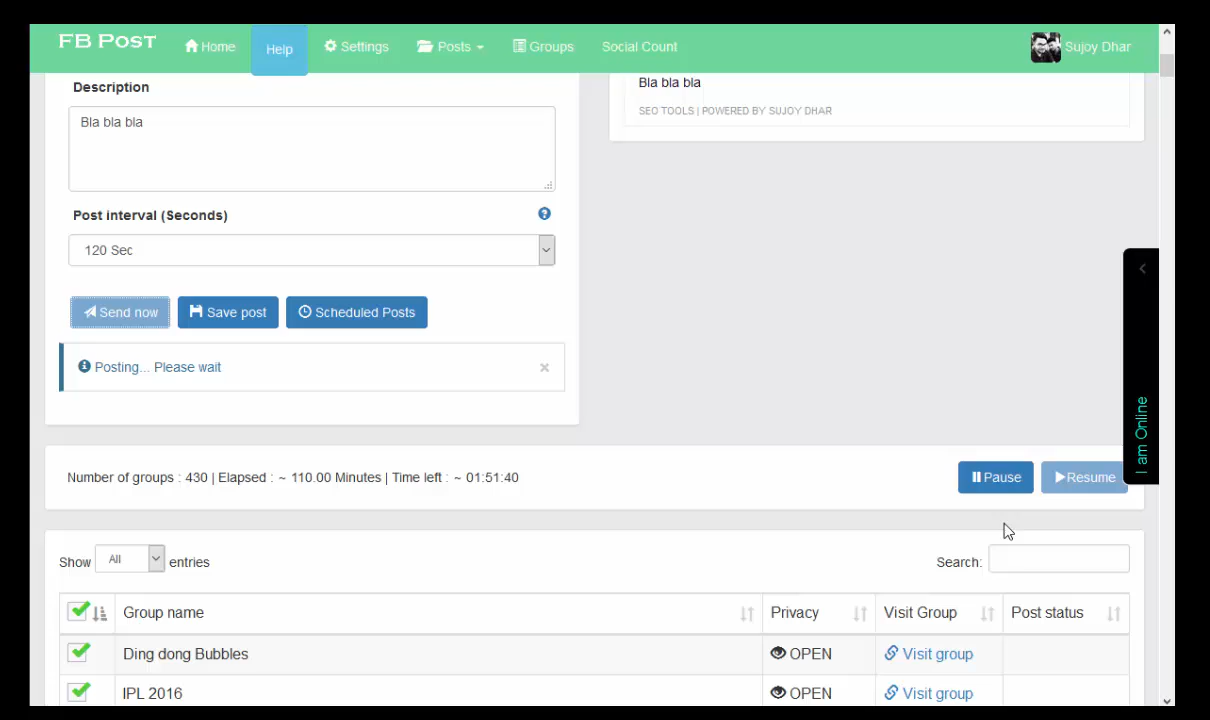 FB Post Home Help Settings Posts Groups Social Count Sujoy Dhar
Description
Bla bla bla
Post interval (Seconds)
120 Sec
Send now Save post Scheduled Posts
Posting... Please wait
Bla bla bla
SEO TOOLS | POWERED BY SUJOY DHAR
I am Online
Number of groups : 430 | Elapsed : ~ 110.00 Minutes | Time left : ~ 01:51:40 Pause Resume
Show All entries Search:
Group name Privacy Visit Group Post status
Ding dong Bubbles OPEN Visit group
IPL 2016 OPEN Visit group